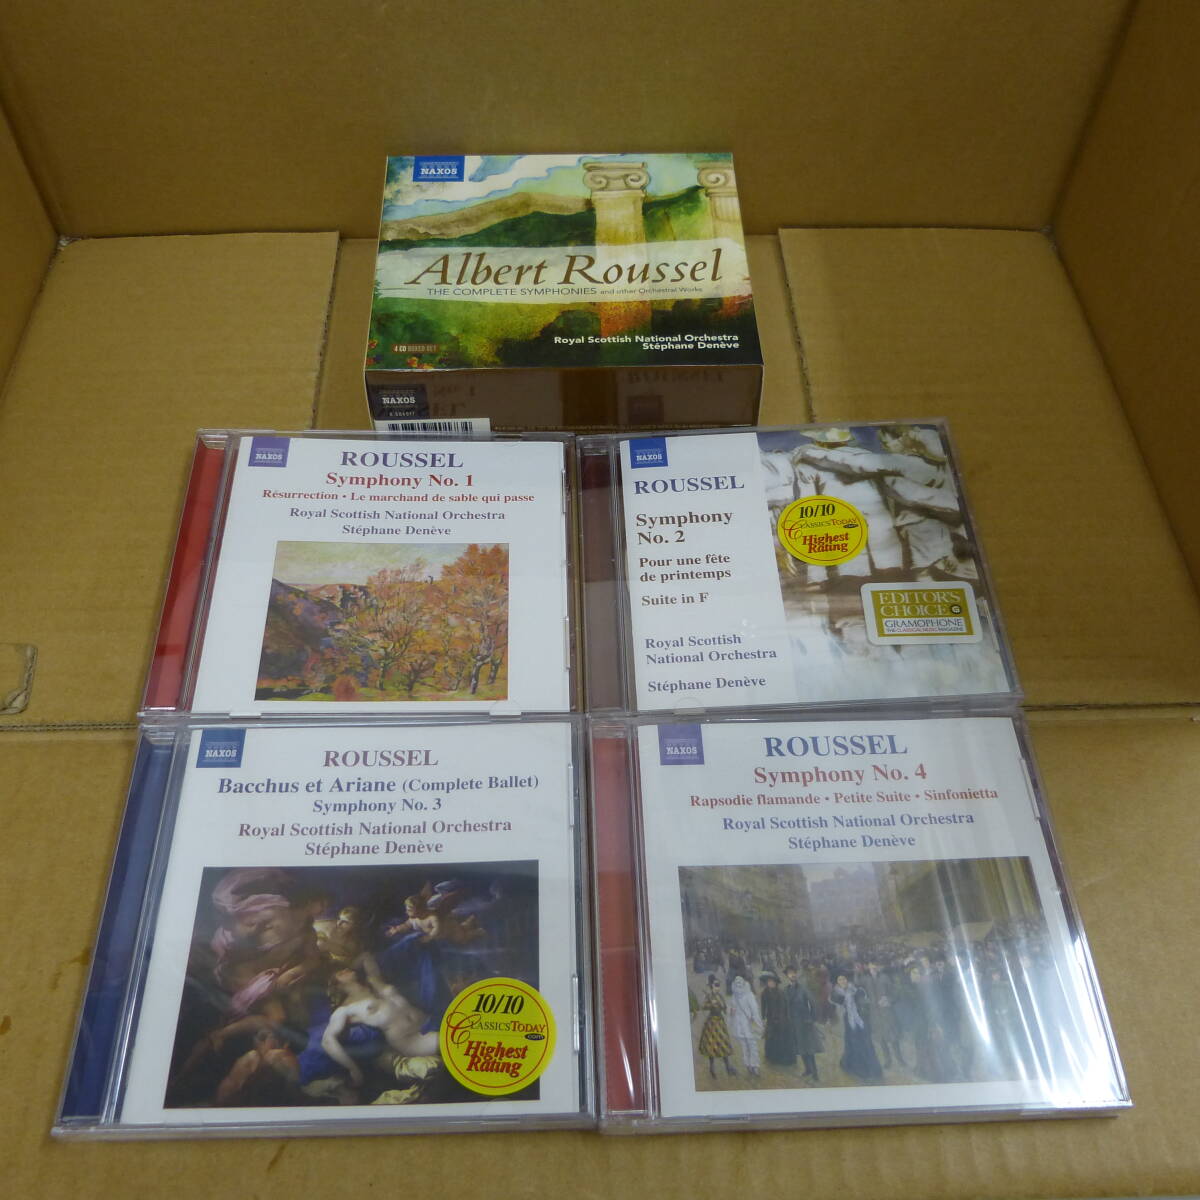 NAXOS
Albert Roussel
THE COMPLETE SYMPHONIES and other Orchestral Works
4 CD BOXED SET
Royal Scottish National Orchestra
Stéphane Denève
NAXOS
NAXOS
ROUSSEL
Symphony No. 1
Résurrection • Le marchand de sable qui passe
Royal Scottish National Orchestra
Stéphane Denève
NAXOS
ROUSSEL
Symphony
No. 2
Pour une fête
de printemps
Suite in F
Royal Scottish
National Orchestra
Stéphane Denève
10/10
CLASSICSTODAY
.com
Highest
Rating
EDITOR'S
CHOICE
GRAMOPHONE
THE CLASSICAL MUSIC MAGAZINE
NAXOS
ROUSSEL
Bacchus et Ariane (Complete Ballet)
Symphony No. 3
Royal Scottish National Orchestra
Stéphane Denève
10/10
CLASSICSTODAY
.com
Highest
Rating
NAXOS
ROUSSEL
Symphony No. 4
Rapsodie flamande • Petite Suite • Sinfonietta
Royal Scottish National Orchestra
Stéphane Denève